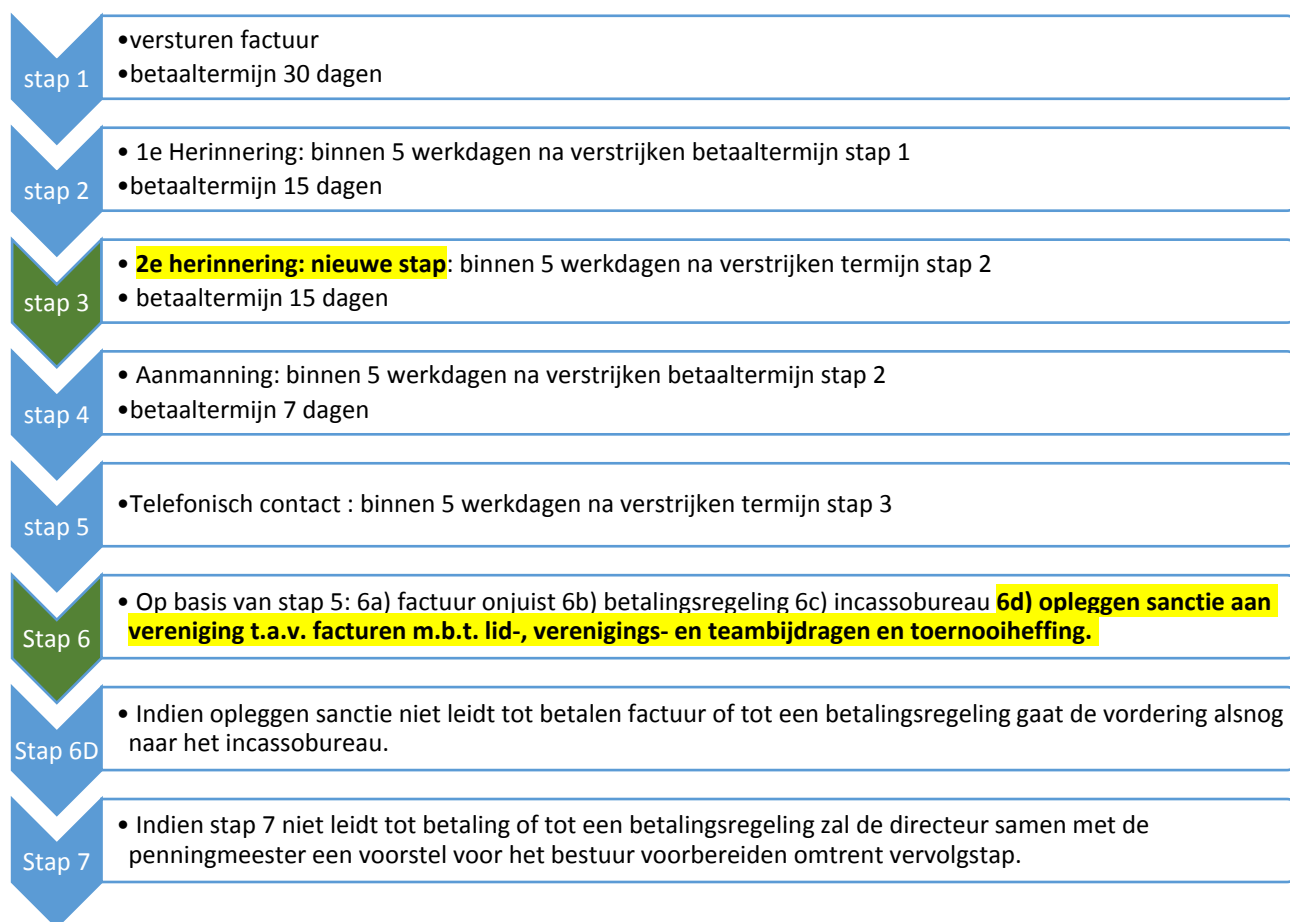 stap 1
•versturen factuur
•betaaltermijn 30 dagen
stap 2
• 1e Herinnering: binnen 5 werkdagen na verstrijken betaaltermijn stap 1
•betaaltermijn 15 dagen
stap 3
• 2e herinnering: nieuwe stap: binnen 5 werkdagen na verstrijken termijn stap 2
• betaaltermijn 15 dagen
stap 4
• Aanmanning: binnen 5 werkdagen na verstrijken betaaltermijn stap 2
•betaaltermijn 7 dagen
stap 5
•Telefonisch contact : binnen 5 werkdagen na verstrijken termijn stap 3
Stap 6
• Op basis van stap 5: 6a) factuur onjuist 6b) betalingsregeling 6c) incassobureau 6d) opleggen sanctie aan
vereniging t.a.v. facturen m.b.t. lid-, verenigings- en teambijdragen en toernooiheffing.
Stap 6D
• Indien opleggen sanctie niet leidt tot betalen factuur of tot een betalingsregeling gaat de vordering alsnog
naar het incassobureau.
Stap 7
• Indien stap 7 niet leidt tot betaling of tot een betalingsregeling zal de directeur samen met de
penningmeester een voorstel voor het bestuur voorbereiden omtrent vervolgstap.